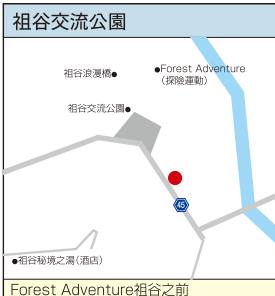 祖谷交流公園
●Forest Adventure
（探險運動）
祖谷浪漫橋●
祖谷交流公園●
45
●祖谷秘境之湯（酒店）
Forest Adventure祖谷之前